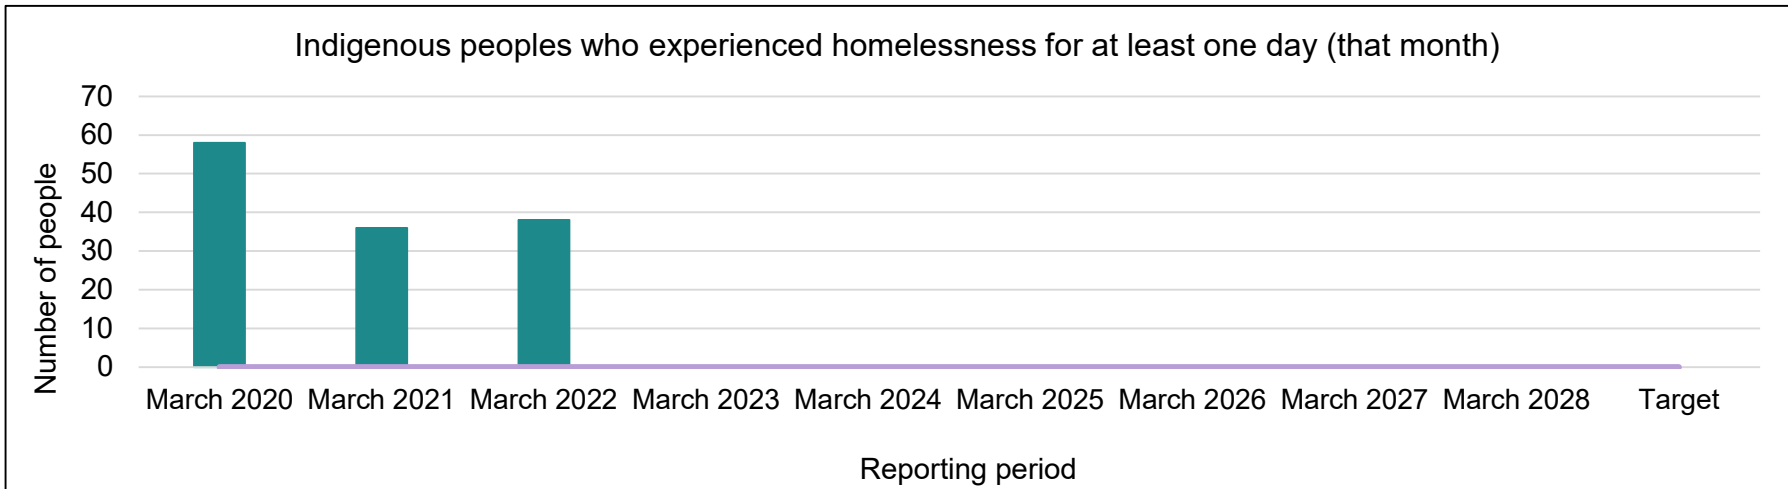 Indigenous peoples who experienced homelessness for at least one day (that month)
Number of people
70
60
50
40
30
20
10
0
March 2020 March 2021 March 2022 March 2023 March 2024 March 2025 March 2026 March 2027 March 2028 Target
Reporting period